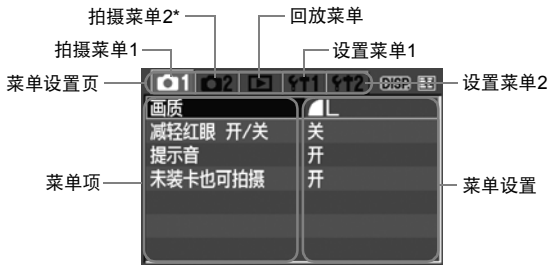 拍摄菜单2*
回放菜单
拍摄菜单1
设置菜单1
菜单设置页
1 2 1 2 DISP.
设置菜单2
画质 L
减轻红眼 开/关 关
提示音 开
未装卡也可拍摄 开
菜单项
菜单设置